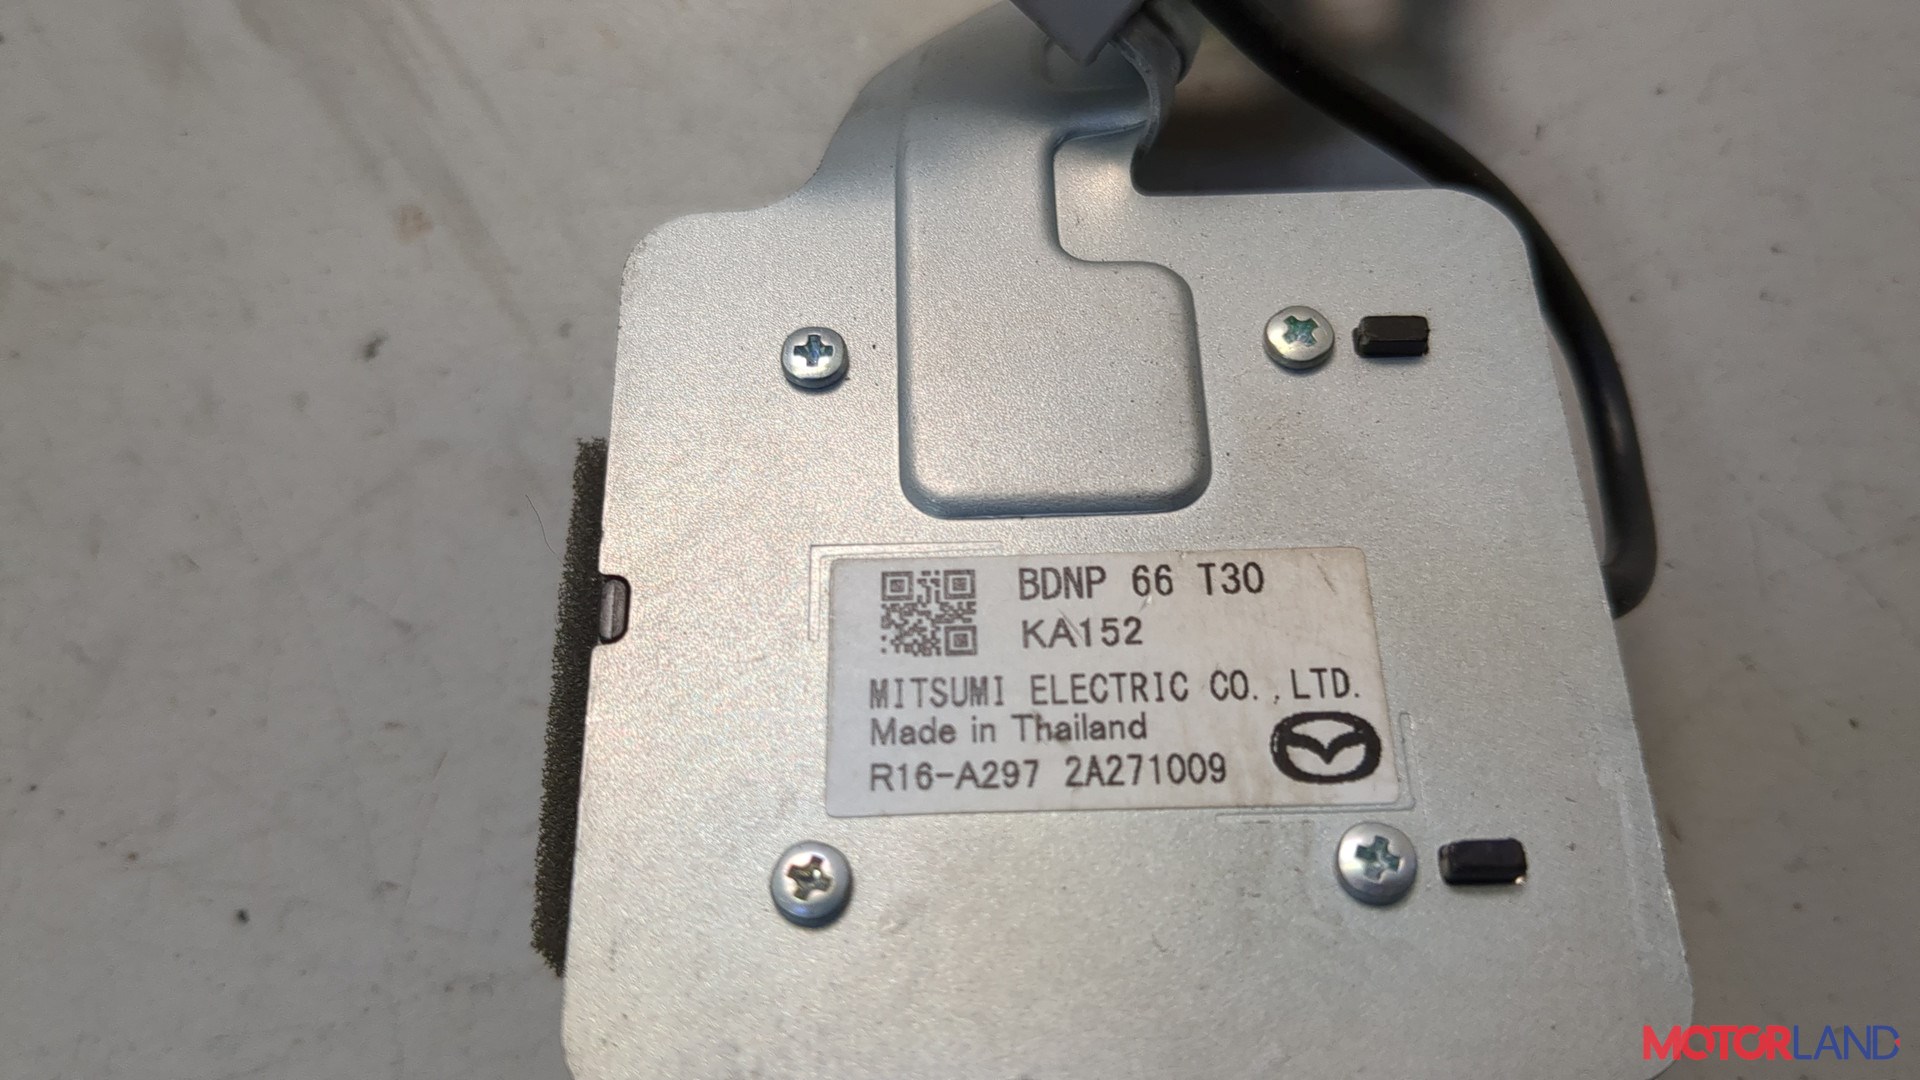 BDNP 66 T30
KA152
MITSUMI ELECTRIC CO.,LTD.
Made in Thailand
R16-A297 2A271009
MOTORLAND